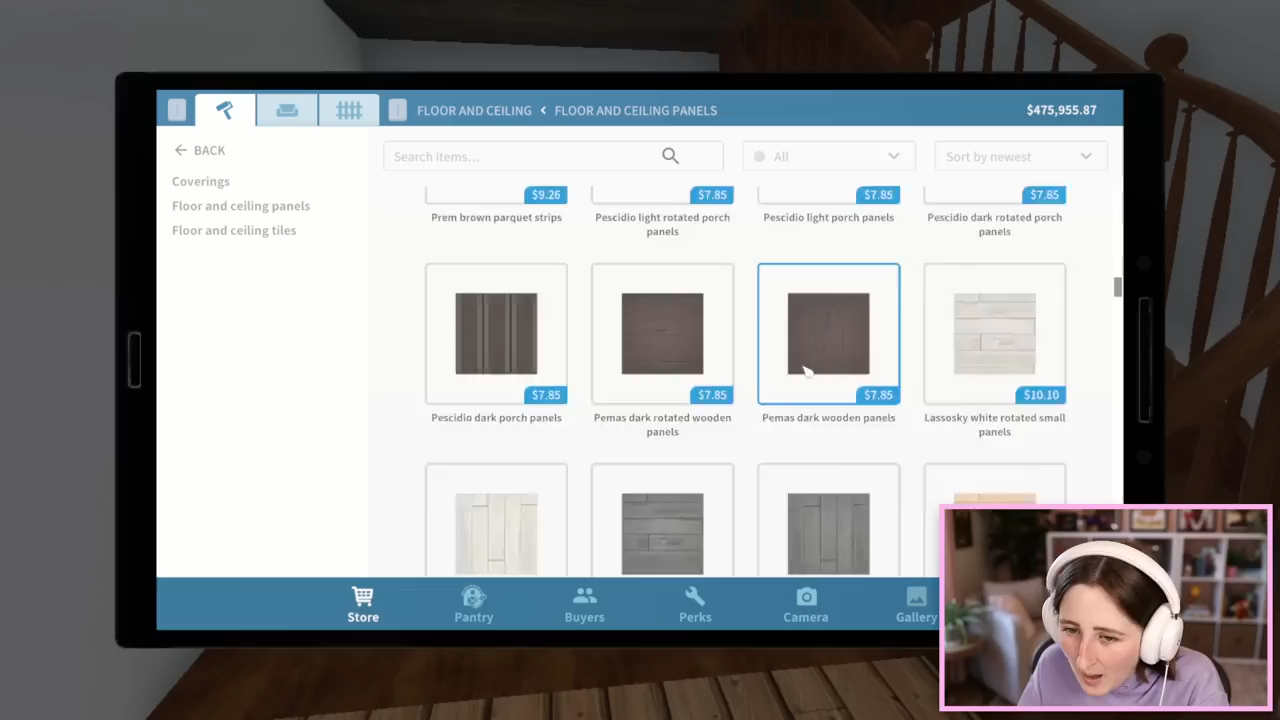 FLOOR AND CEILING < FLOOR AND CEILING PANELS
$475,955.87
BACK
Search items...
All
Sort by newest
Coverings
Floor and ceiling panels
Floor and ceiling tiles
$9.26
$7.85
$7.85
$7.85
Prem brown parquet strips
Pescidio light rotated porch
panels
Pescidio light porch panels
Pescidio dark rotated porch
panels
$7.85
$7.85
$7.85
$10.10
Pescidio dark porch panels
Pemas dark rotated wooden
panels
Pemas dark wooden panels
Lassosky white rotated small
panels
Store
Pantry
Buyers
Perks
Camera
Gallery